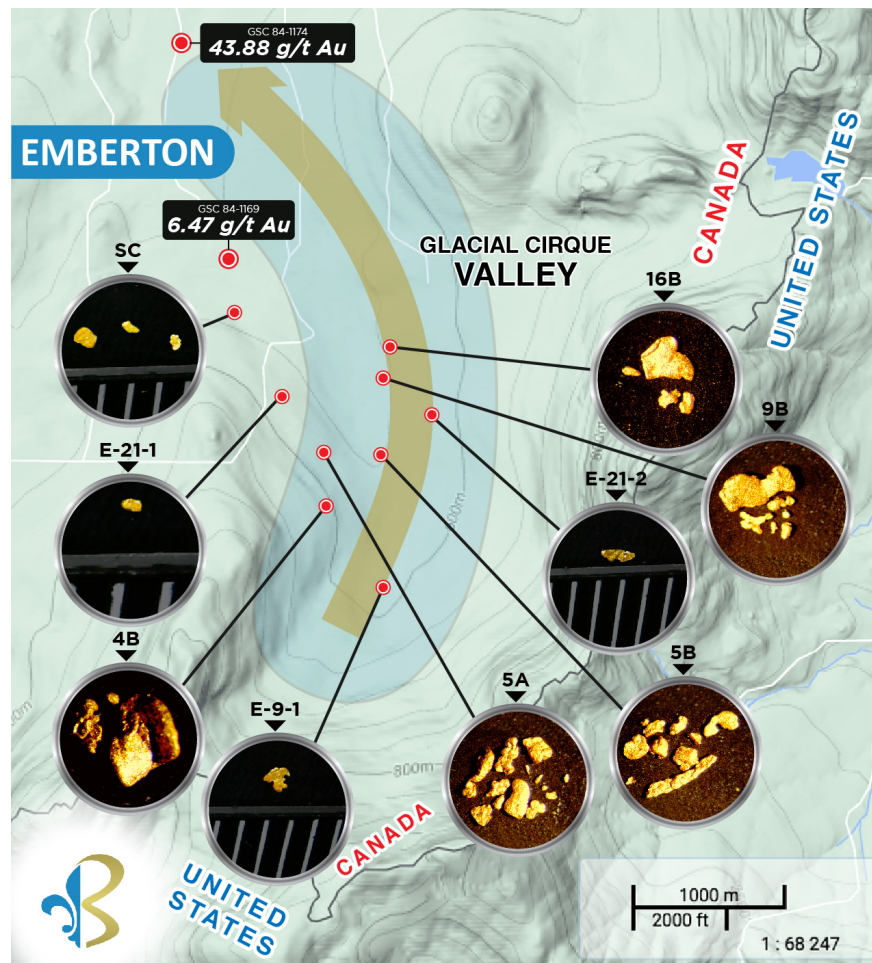 GSC 84-1174
43.88 g/t Au
EMBERTON
CANADA
UNITED STATES
GSC 84-1169
6.47 g/t Au
GLACIAL CIRQUE
VALLEY
SC
16B
800m
9B
E-21-1
E-21-2
800m
4B
E-9-1
5A
5B
800m
CANADA
UNITED
STATES
1000 m
2000 ft
1 : 68 247